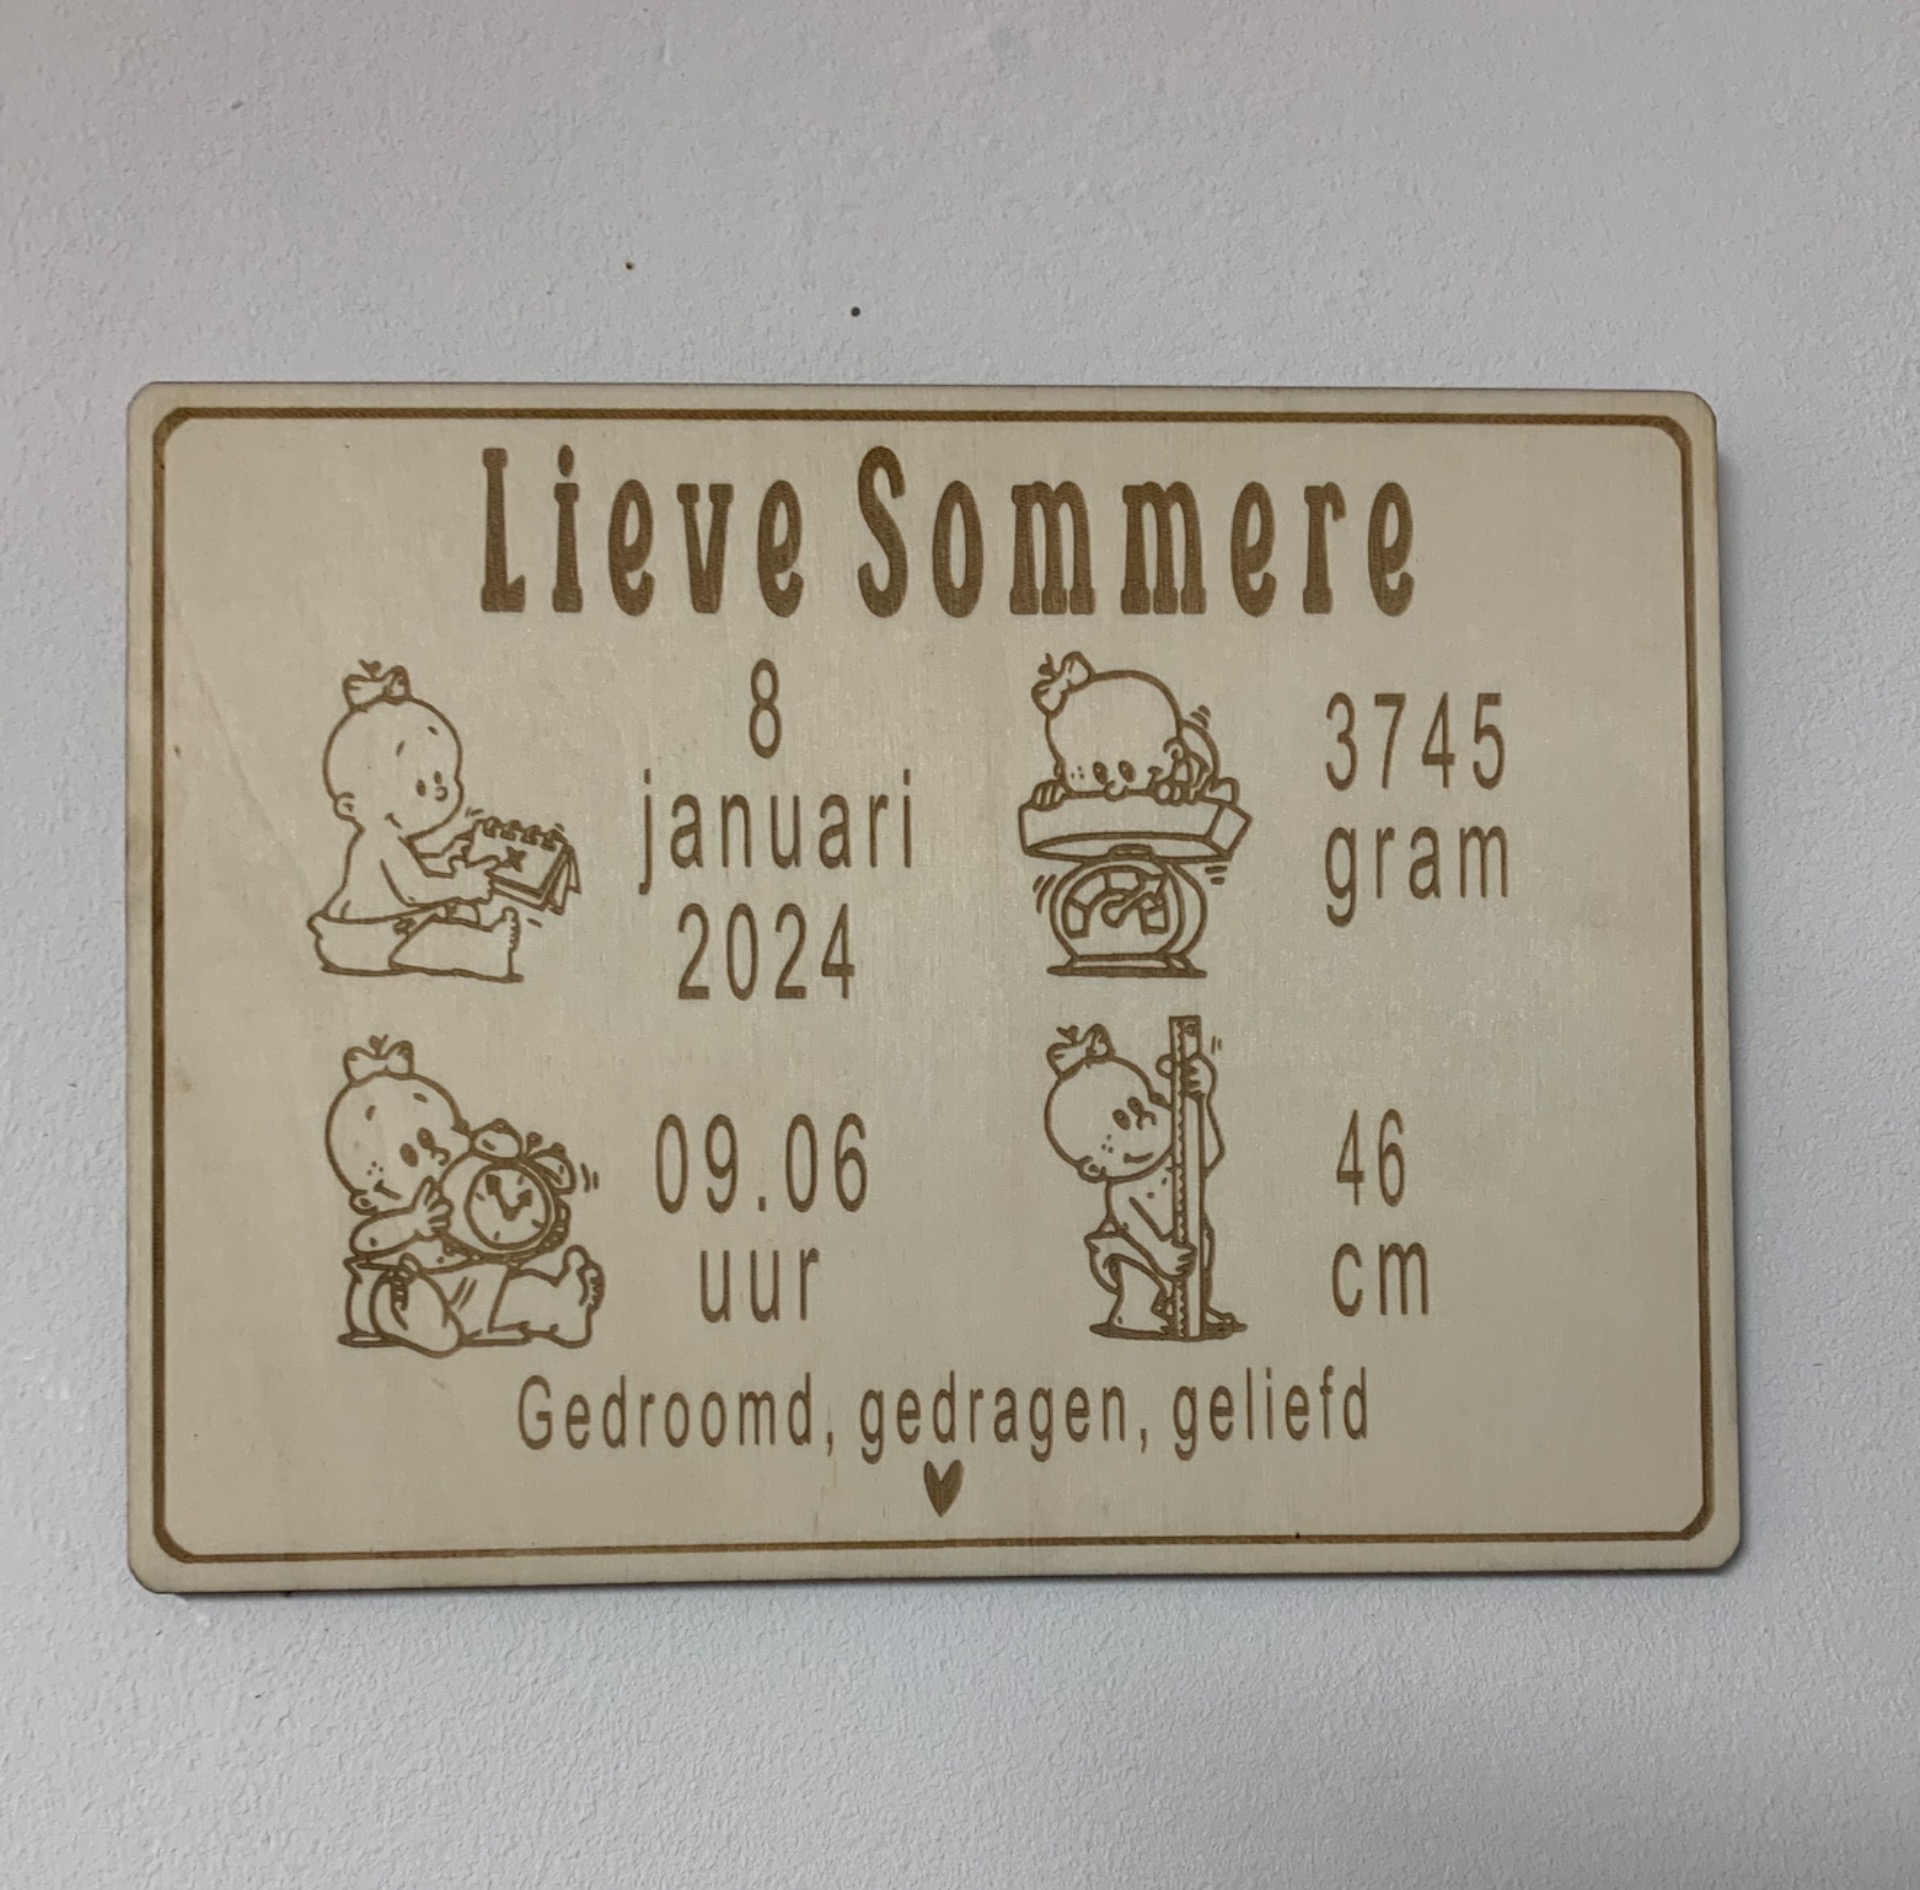 Lieve Sommere
8
januari
2024
3745
gram
09.06
uur
46
cm
Gedroomd, gedragen, geliefd